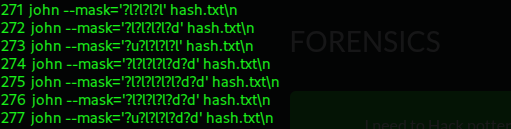 271 john --mask='?l?l?l?l' hash.txt\n
272 john --mask='?l?l?l?l?d' hash.txt\n
273 john --mask='?u?l?l?l?l' hash.txt\n
274 john --mask='?l?l?l?l?d?d' hash.txt\n
275 john --mask='?l?l?l?l?l?d?d' hash.txt\n
276 john --mask='?l?l?l?l?d?d' hash.txt\n
277 john --mask='?u?l?l?l?d?d' hash.txt\n
FORENSICS
I need to Hack